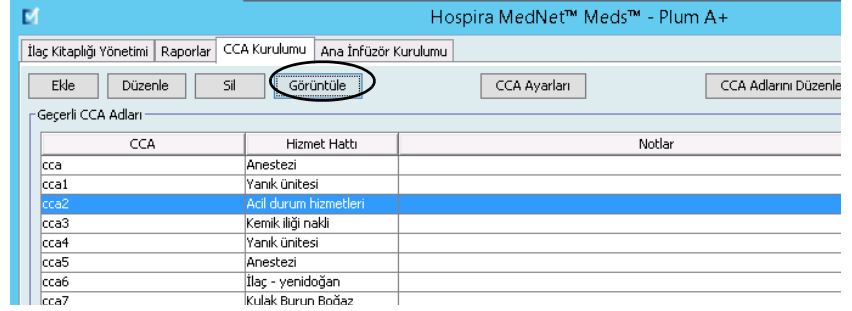 Hospira MedNet™ Meds™ - Plum A+
İlaç Kitaplığı Yönetimi Raporlar CCA Kurulumu Ana İnfüzör Kurulumu
Ekle Düzenle Sil Görüntüle CCA Ayarları CCA Adlarını Düzenle
Geçerli CCA Adları
CCA Hizmet Hattı Notlar
cca Anestezi
cca1 Yanık ünitesi
cca2 Acil durum hizmetleri
cca3 Kemik iliği nakli
cca4 Yanık ünitesi
cca5 Anestezi
cca6 İlaç - yenidoğan
cca7 Kulak Burun Boğaz